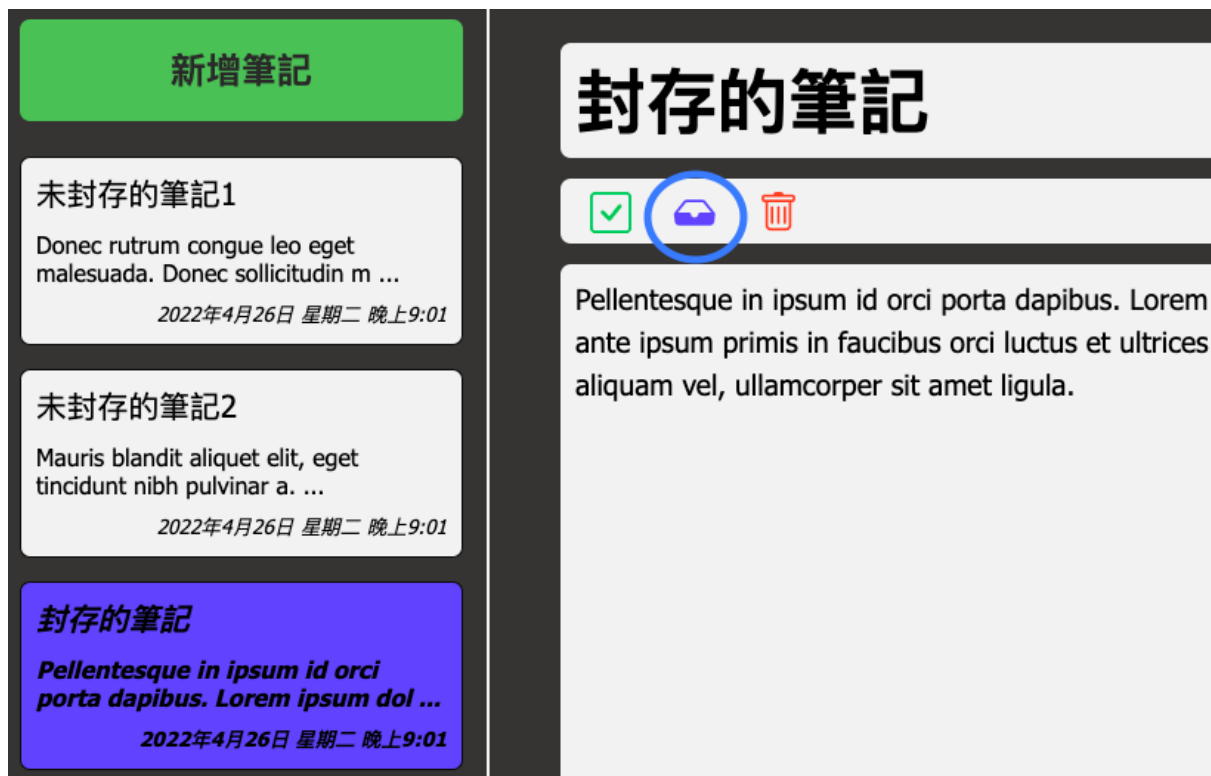 新增筆記
未封存的筆記1
Donec rutrum congue leo eget
malesuada. Donec sollicitudin m ...
2022年4月26日 星期二 晚上9:01
未封存的筆記2
Mauris blandit aliquet elit, eget
tincidunt nibh pulvinar a. ...
2022年4月26日 星期二 晚上9:01
封存的筆記
Pellentesque in ipsum id orci
porta dapibus. Lorem ipsum dol ...
2022年4月26日 星期二 晚上9:01
封存的筆記
Pellentesque in ipsum id orci porta dapibus. Lorem
ante ipsum primis in faucibus orci luctus et ultrices
aliquam vel, ullamcorper sit amet ligula.